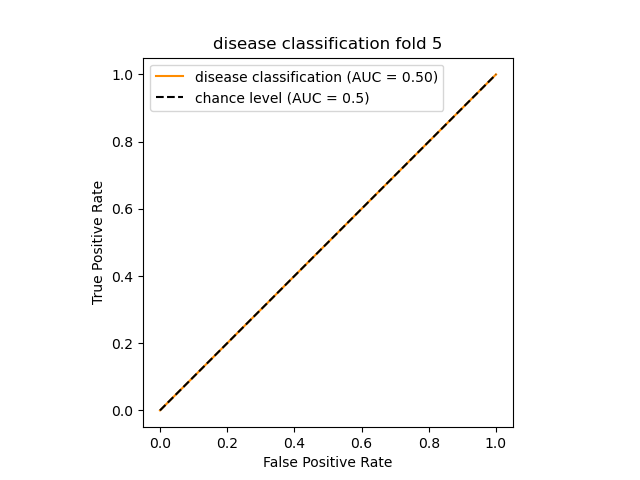 disease classification fold 5
disease classification (AUC = 0.50)
chance level (AUC = 0.5)
1.0
0.8
0.6
0.4
0.2
0.0
True Positive Rate
0.0 0.2 0.4 0.6 0.8 1.0
False Positive Rate